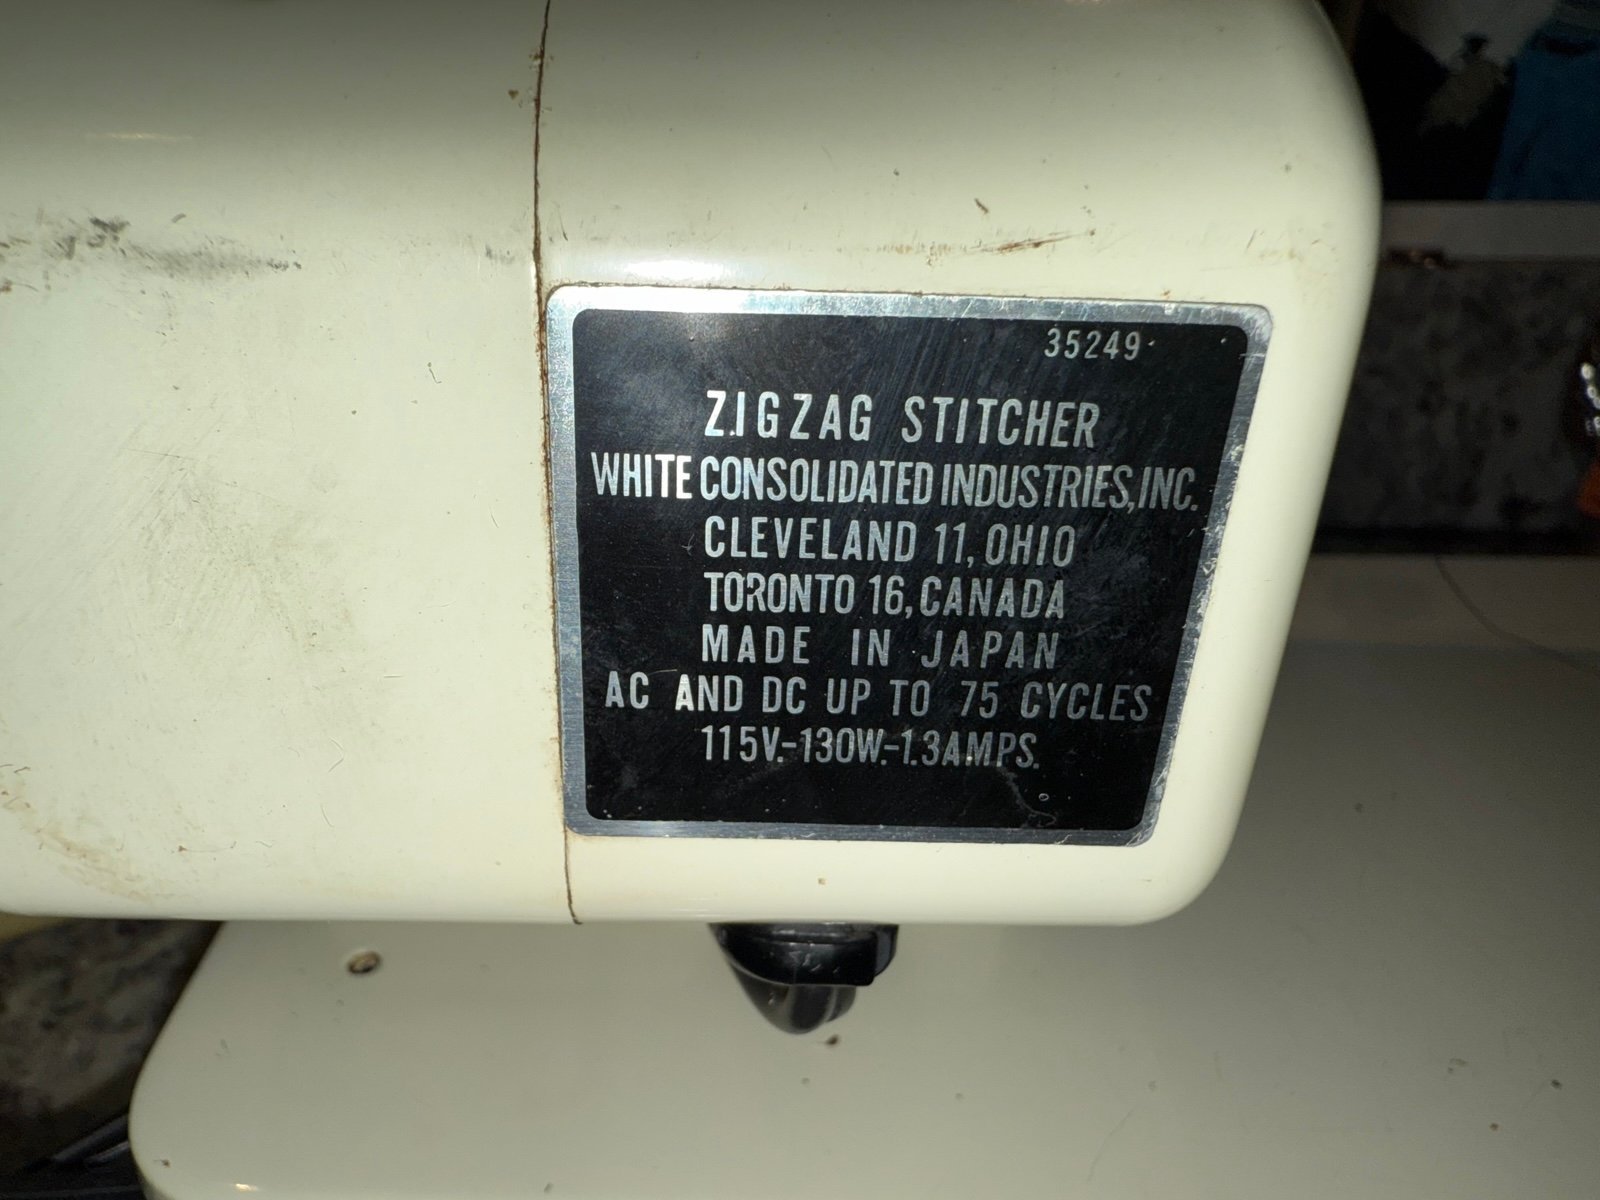 35249
ZIGZAG STITCHER
WHITE CONSOLIDATED INDUSTRIES, INC.
CLEVELAND 11, OHIO
TORONTO 16, CANADA
MADE IN JAPAN
AC AND DC UP TO 75 CYCLES
115V.-130W.-1.3AMPS.